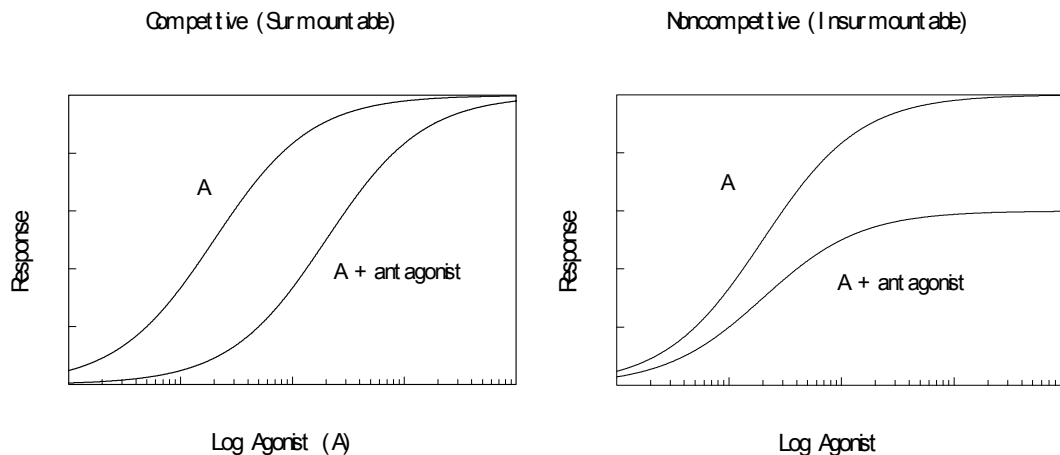 Competitive (Surmountable)
Noncompetitive (Insurmountable)
Response
A
A + antagonist
Log Agonist (A)
Response
A
A + antagonist
Log Agonist